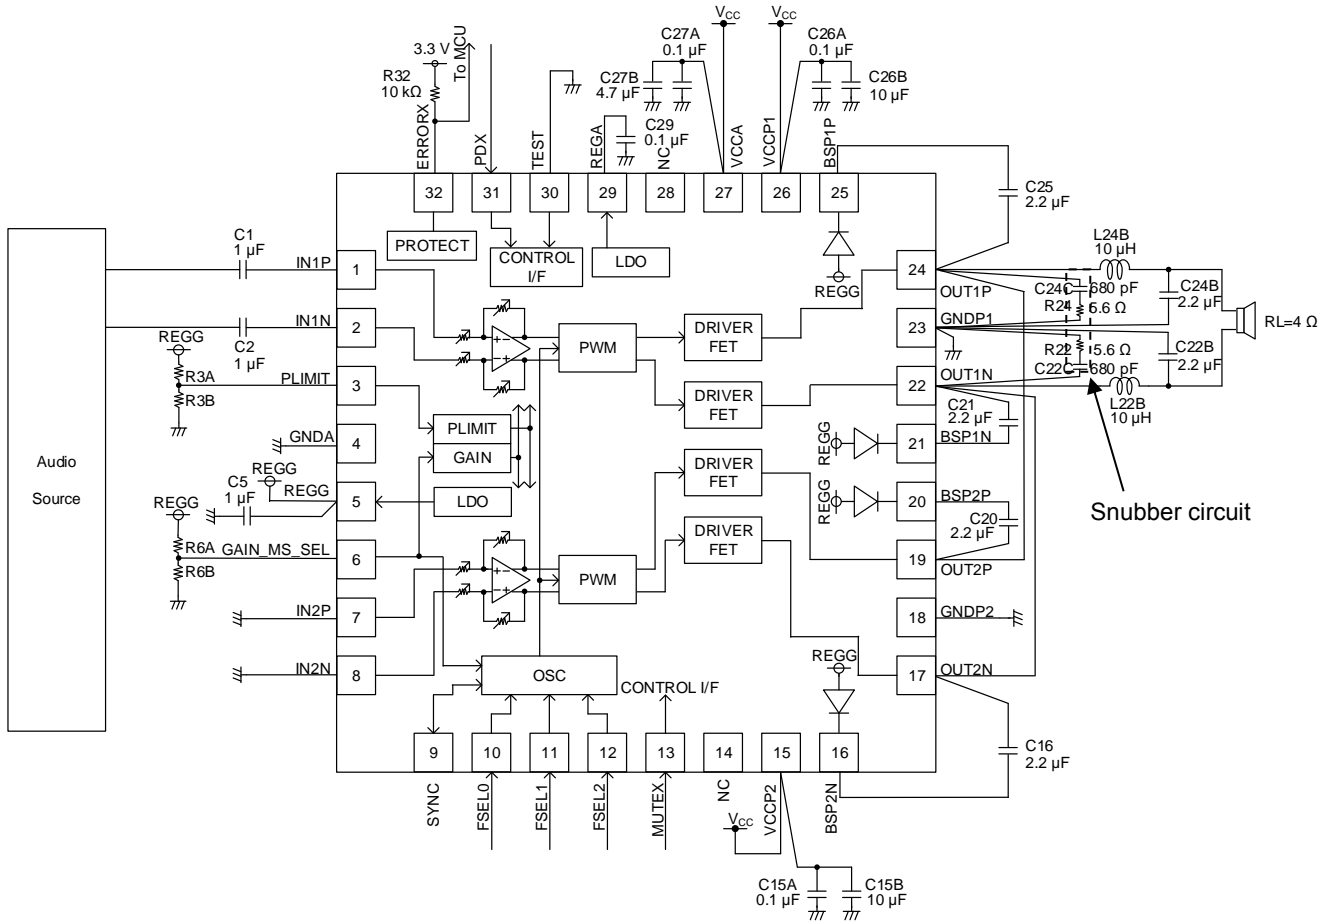 VCC
VCC
C27A
0.1 µF
C26A
0.1 µF
3.3 V
To MCU
R32
10 kΩ
C27B
4.7 µF
C26B
10 µF
ERRORX
PDX
TEST
REGA
C29
0.1 µF
NC
VCCA
VCCP1
BSP1P
32
31
30
29
28
27
26
25
C25
2.2 µF
PROTECT
CONTROL
I/F
LDO
REGG
C1
1 µF
IN1P
1
IN1N
2
C2
1 µF
REGG
R3A
R3B
PLIMIT
3
GNDA
4
C5
1 µF
REGG
REGG
5
REGG
R6A
R6B
GAIN_MS_SEL
6
IN2P
7
IN2N
8
Audio
Source
PWM
DRIVER
FET
DRIVER
FET
PLIMIT
GAIN
LDO
DRIVER
FET
DRIVER
FET
PWM
OSC
CONTROL I/F
24
OUT1P
23
GNDP1
22
OUT1N
21
BSP1N
REGG
20
BSP2P
REGG
19
OUT2P
18
GNDP2
17
OUT2N
REGG
L24B
10 µH
C24C
680 pF
R24
5.6 Ω
C24B
2.2 µF
RL=4 Ω
R22
5.6 Ω
C22C
680 pF
C22B
2.2 µF
L22B
10 µH
C21
2.2 µF
C20
2.2 µF
Snubber circuit
C16
2.2 µF
9
10
11
12
13
14
15
16
SYNC
FSEL0
FSEL1
FSEL2
MUTEX
NC
VCCP2
BSP2N
VCC
C15A
0.1 µF
C15B
10 µF